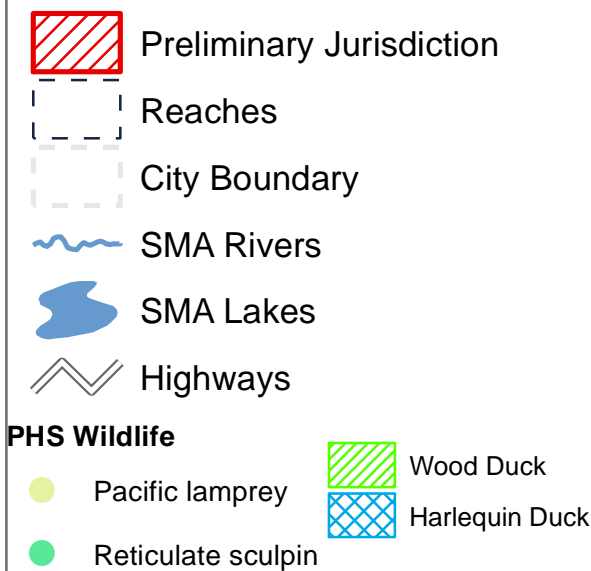 Preliminary Jurisdiction
Reaches
City Boundary
SMA Rivers
SMA Lakes
Highways
PHS Wildlife
Pacific lamprey
Reticulate sculpin
Wood Duck
Harlequin Duck